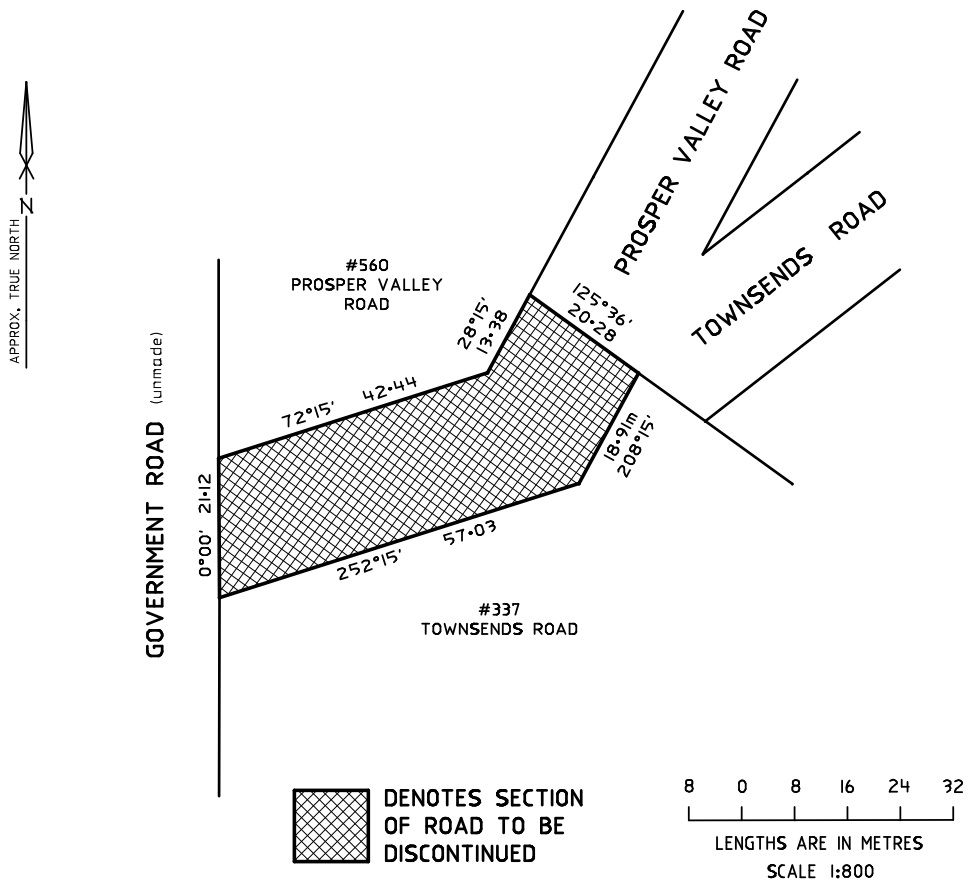 PROSPER VALLEY ROAD
TOWNSENDS ROAD
N
APPROX. TRUE NORTH
#560
PROSPER VALLEY
ROAD
125°36'
20·28
28°15'
13·38
72°15' 42·44
GOVERNMENT ROAD (unmade)
0°00' 21·12
18·91m
208°15'
252°15' 57·03
#337
TOWNSENDS ROAD
DENOTES SECTION
OF ROAD TO BE
DISCONTINUED
8 0 8 16 24 32
LENGTHS ARE IN METRES
SCALE 1:800